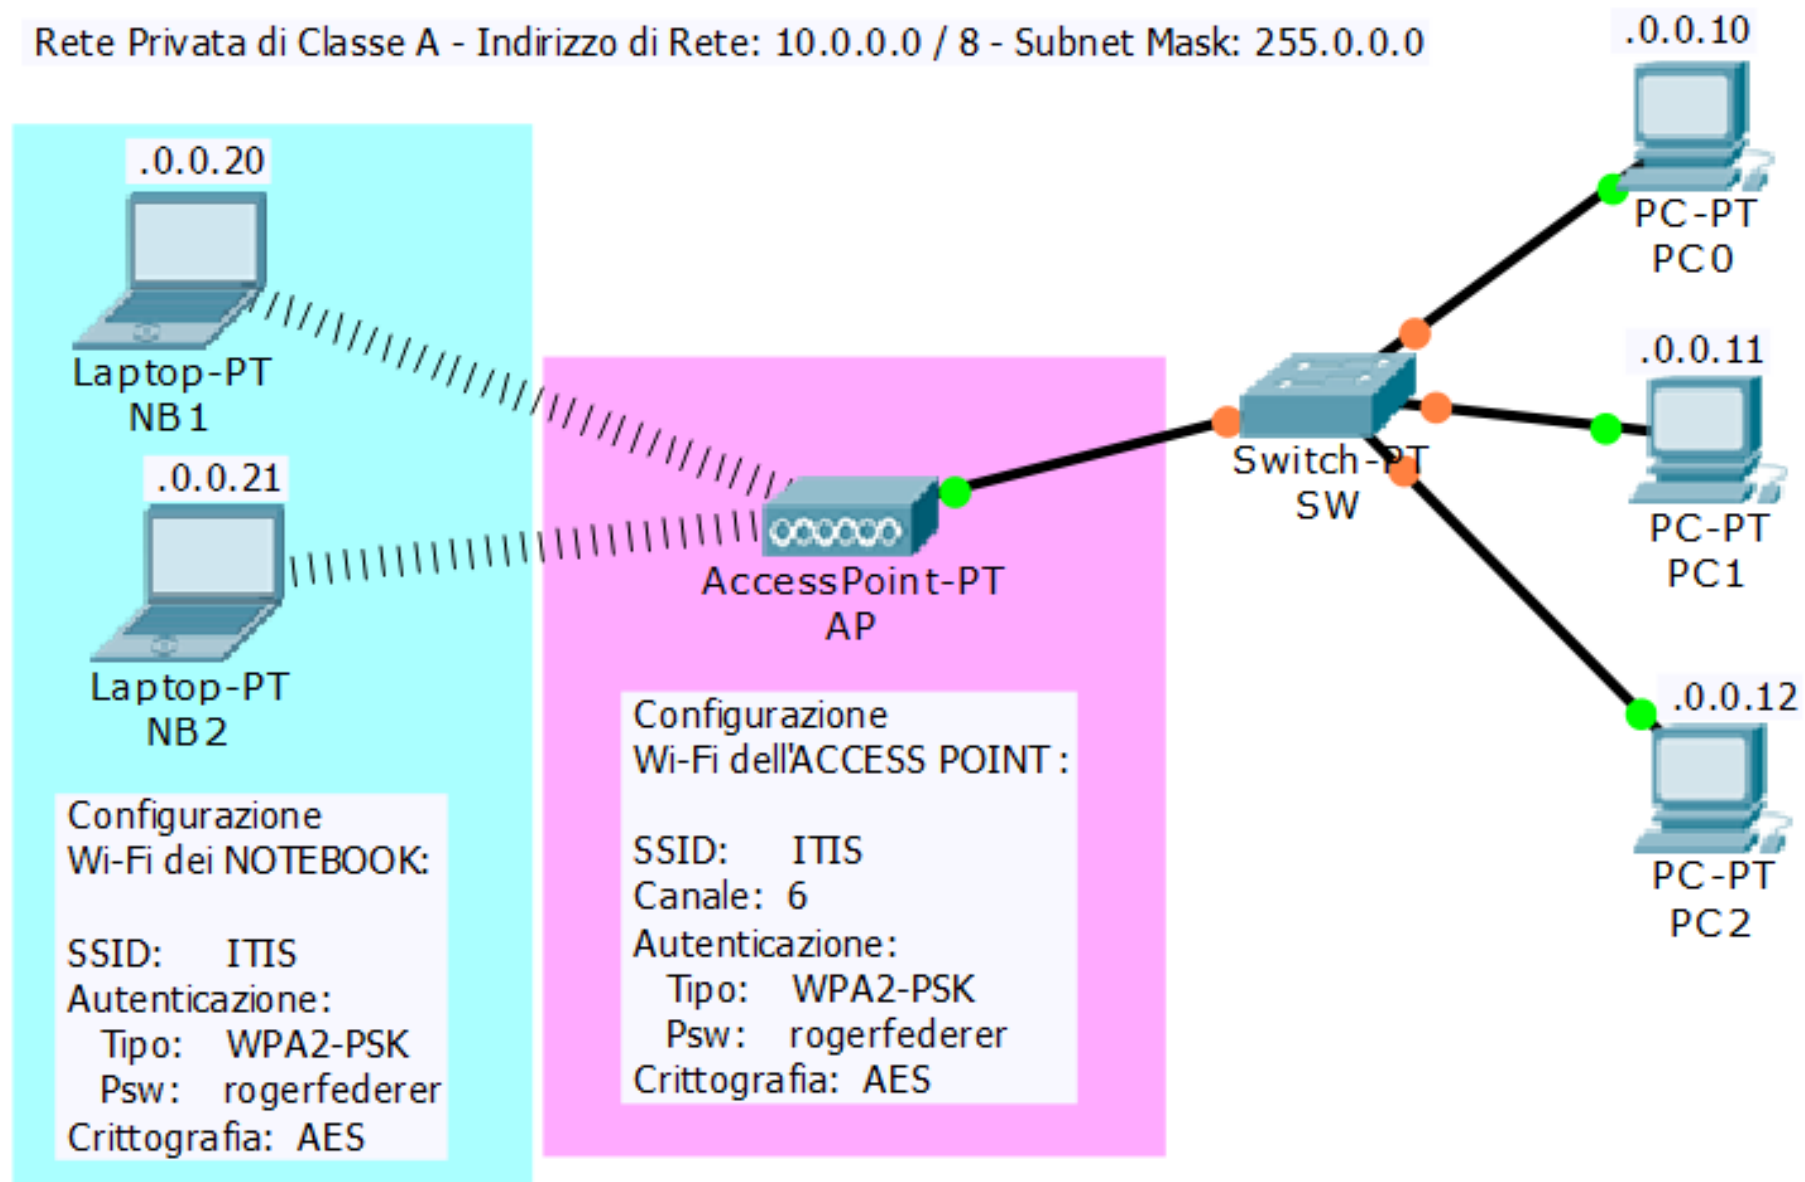 Rete Privata di Classe A - Indirizzo di Rete: 10.0.0.0 / 8 - Subnet Mask: 255.0.0.0
.0.0.10
PC-PT
PC0
.0.0.20
Laptop-PT
NB1
.0.0.11
PC-PT
PC1
Switch-PT
SW
.0.0.21
Laptop-PT
NB2
AccessPoint-PT
AP
.0.0.12
PC-PT
PC2
Configurazione
Wi-Fi dei NOTEBOOK:
SSID: ITIS
Autenticazione:
Tipo: WPA2-PSK
Psw: rogerfederer
Crittografia: AES
Configurazione
Wi-Fi dell'ACCESS POINT :
SSID: ITIS
Canale: 6
Autenticazione:
Tipo: WPA2-PSK
Psw: rogerfederer
Crittografia: AES